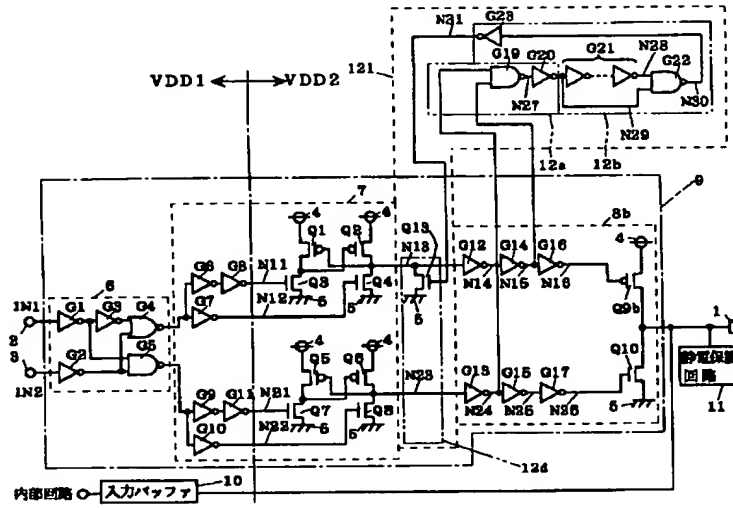 N31
G23
G19
G20
G21
N28
G22
121
VDD1
VDD2
N27
N30
N29
12a
12b
9
7
8b
4
4
Q1
Q2
Q13
4
6
N11
N13
G12
G14
G16
IN1
G1
G3
G4
G6
G8
Q3
Q4
N14
N15
N16
2
G7
N12
5
5
5
Q9b
1
3
G2
G5
4
4
Q10
静電保護
回路
IN2
Q5
Q6
N23
G13
G15
G17
11
G9
G11
N21
Q7
Q8
N24
N25
N26
G10
N22
5
5
5
12d
内部回路
入力バッファ
10